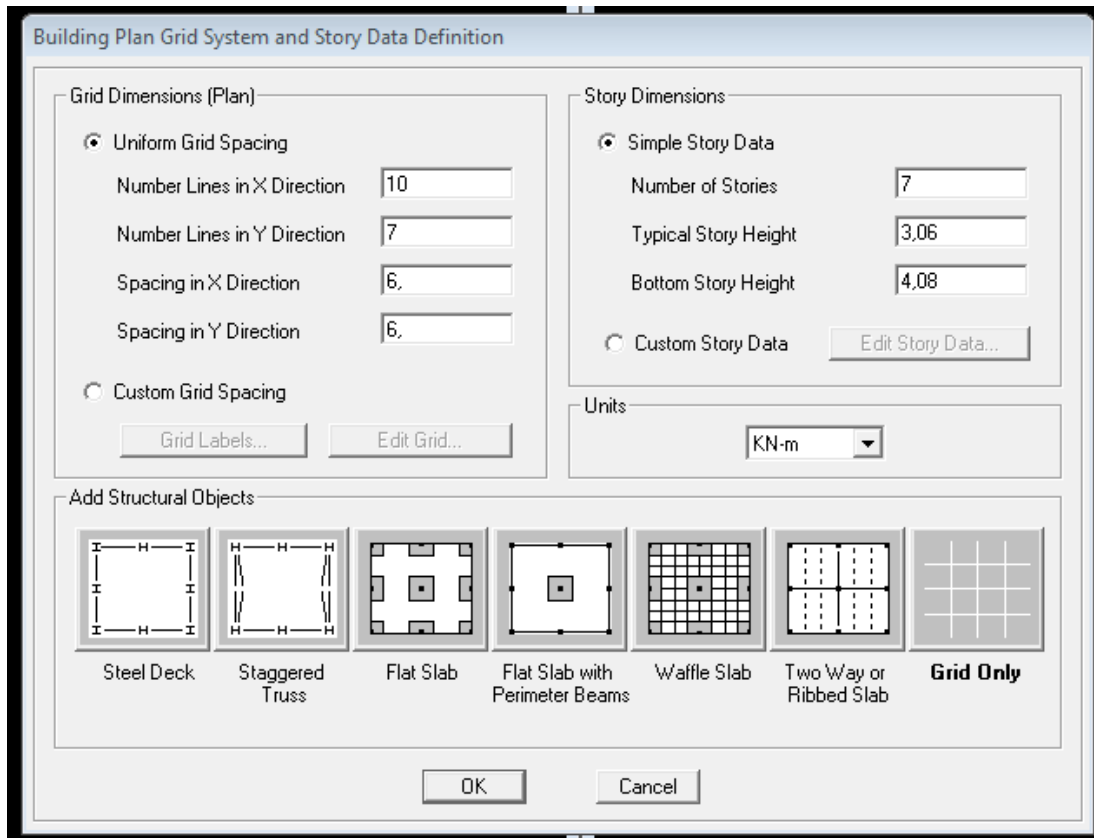 Building Plan Grid System and Story Data Definition
Grid Dimensions (Plan)
Uniform Grid Spacing
Number Lines in X Direction 10
Number Lines in Y Direction 7
Spacing in X Direction 6,
Spacing in Y Direction 6,
Custom Grid Spacing
Grid Labels... Edit Grid...
Story Dimensions
Simple Story Data
Number of Stories 7
Typical Story Height 3,06
Bottom Story Height 4,08
Custom Story Data Edit Story Data...
Units
KN-m
Add Structural Objects
Steel Deck
Staggered
Truss
Flat Slab
Flat Slab with
Perimeter Beams
Waffle Slab
Two Way or
Ribbed Slab
Grid Only
OK Cancel